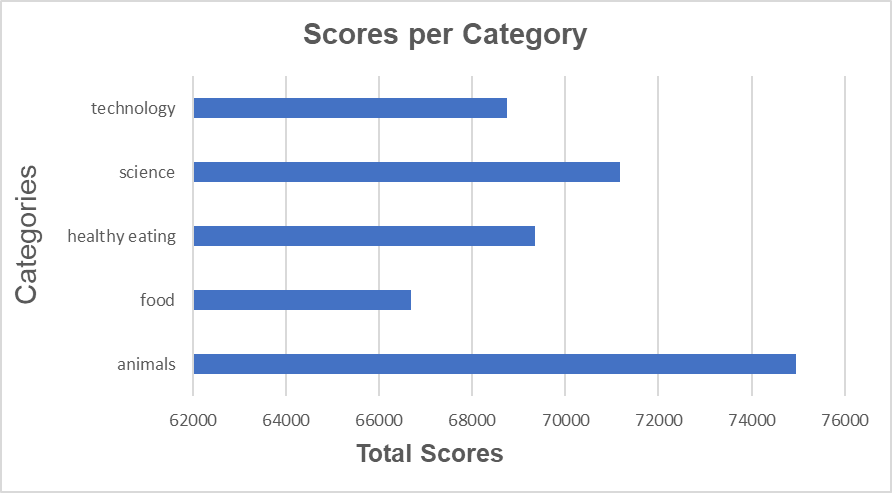 Scores per Category
Categories
technology
science
healthy eating
food
animals
62000 64000 66000 68000 70000 72000 74000 76000
Total Scores